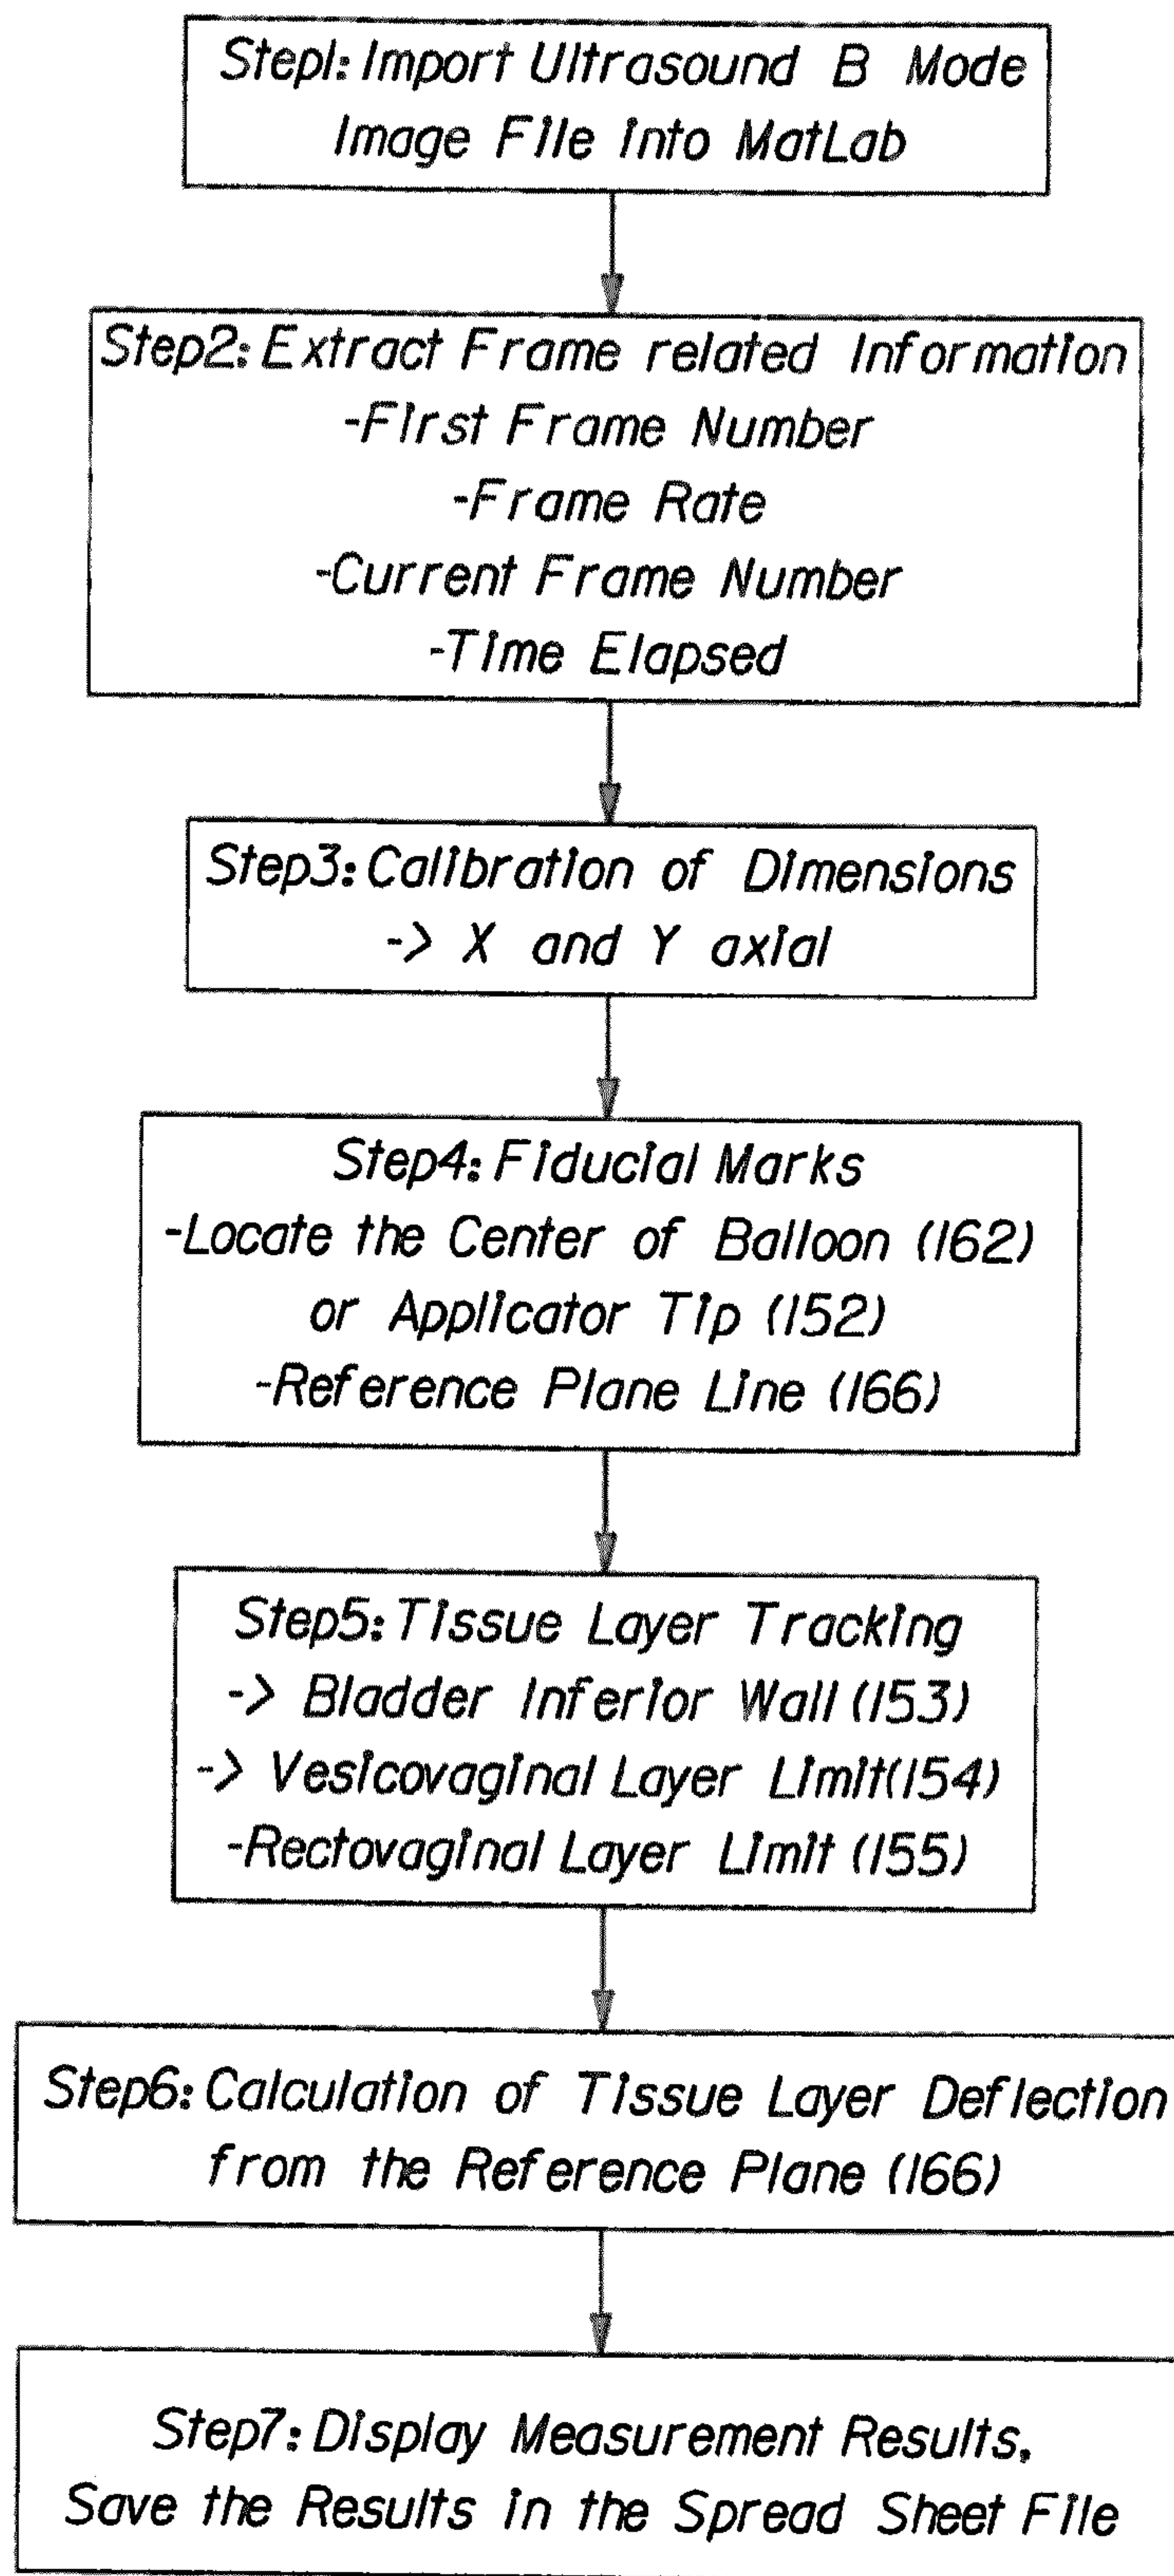 Step1: Import Ultrasound B Mode
Image File into MatLab
Step2: Extract Frame related Information
-First Frame Number
-Frame Rate
-Current Frame Number
-Time Elapsed
Step3: Calibration of Dimensions
-> X and Y axial
Step4: Fiducial Marks
-Locate the Center of Balloon (162)
or Applicator Tip (152)
-Reference Plane Line (166)
Step5: Tissue Layer Tracking
-> Bladder Inferior Wall (153)
-> Vesicovaginal Layer Limit(154)
-Rectovaginal Layer Limit (155)
Step6: Calculation of Tissue Layer Deflection
from the Reference Plane (166)
Step7: Display Measurement Results.
Save the Results in the Spread Sheet File